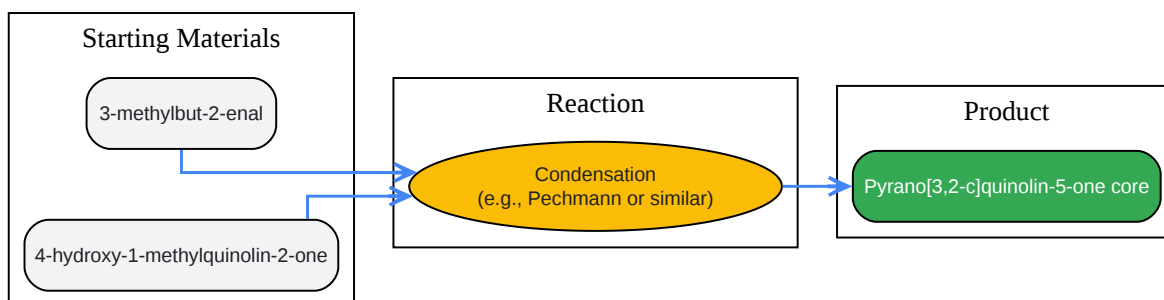 Starting Materials
3-methylbut-2-enal
4-hydroxy-1-methylquinolin-2-one
Reaction
Condensation
(e.g., Pechmann or similar)
Product
Pyrano[3,2-c]quinolin-5-one core